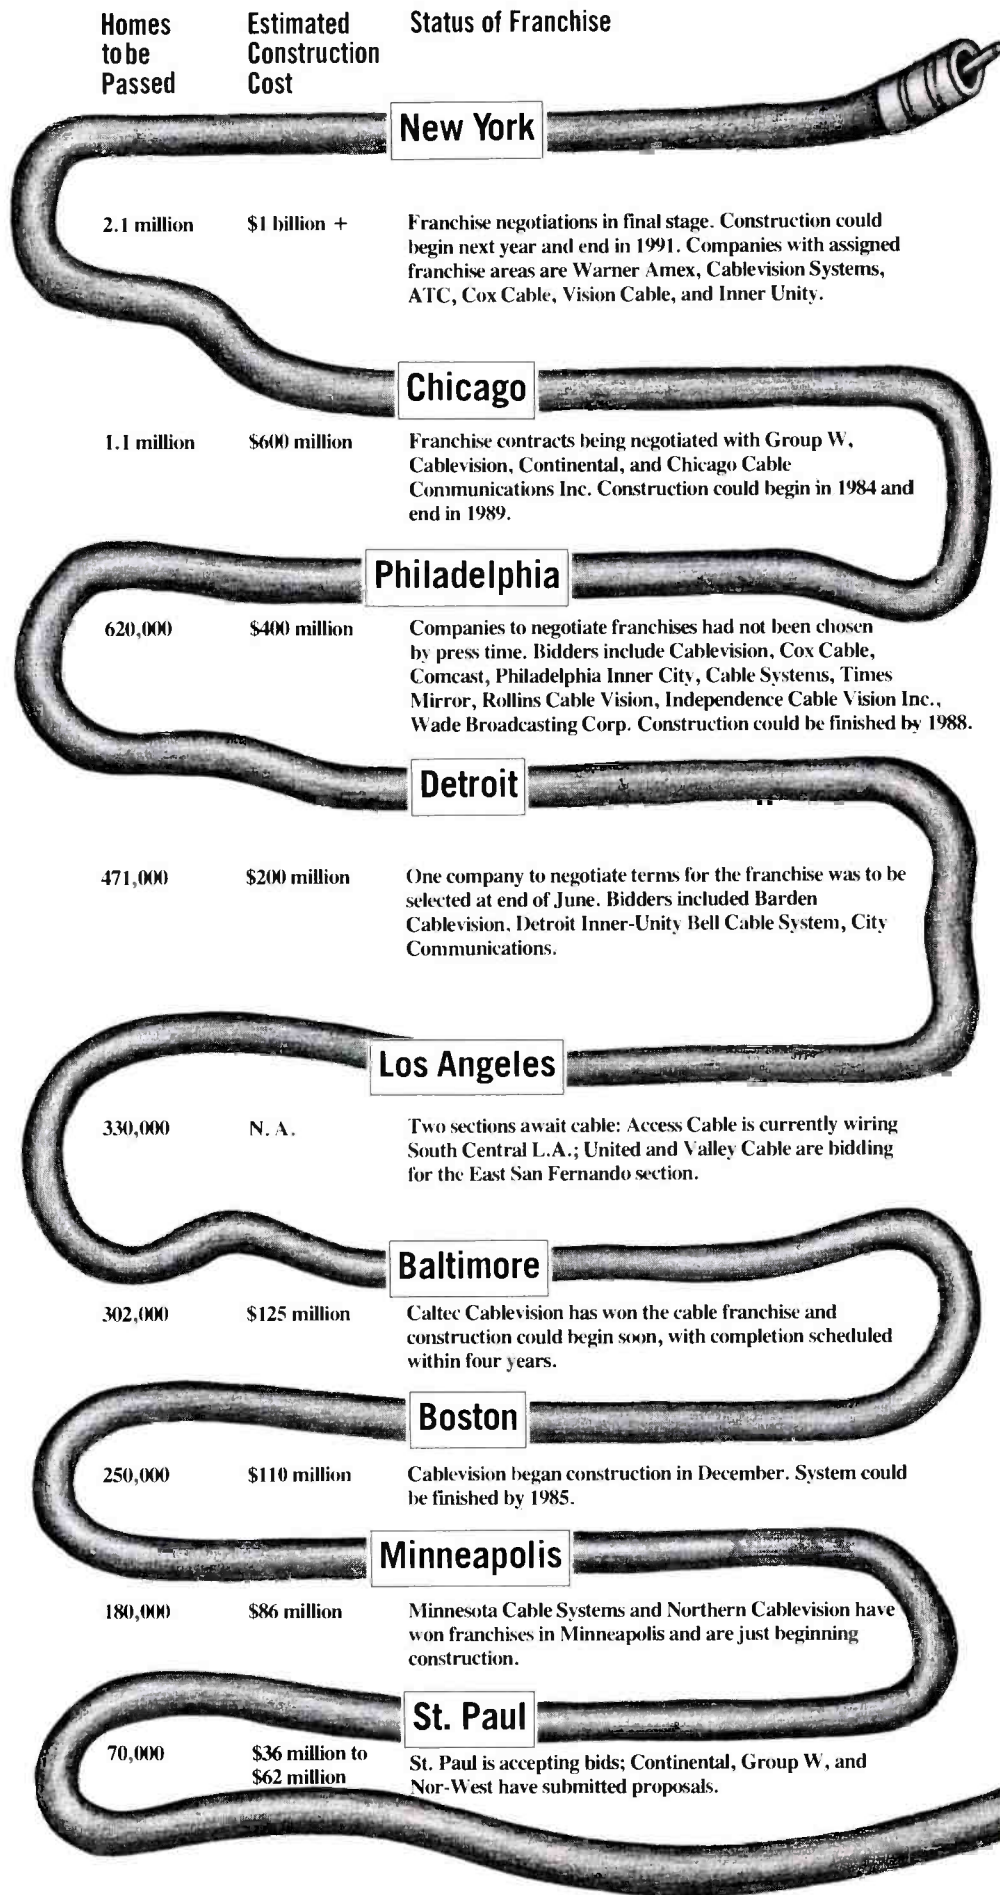 Homes
to be
Passed
Estimated
Construction
Cost
Status of Franchise
New York
2.1 million
$1 billion +
Franchise negotiations in final stage. Construction could
begin next year and end in 1991. Companies with assigned
franchise areas are Warner Amex, Cablevision Systems,
ATC, Cox Cable, Vision Cable, and Inner Unity.
Chicago
1.1 million
$600 million
Franchise contracts being negotiated with Group W,
Cablevision, Continental, and Chicago Cable
Communications Inc. Construction could begin in 1984 and
end in 1989.
Philadelphia
620,000
$400 million
Companies to negotiate franchises had not been chosen
by press time. Bidders include Cablevision, Cox Cable,
Comcast, Philadelphia Inner City, Cable Systems, Times
Mirror, Rollins Cable Vision, Independence Cable Vision Inc.,
Wade Broadcasting Corp. Construction could be finished by 1988.
Detroit
471,000
$200 million
One company to negotiate terms for the franchise was to be
selected at end of June. Bidders included Barden
Cablevision, Detroit Inner-Unity Bell Cable System, City
Communications.
Los Angeles
330,000
N.A.
Two sections await cable: Access Cable is currently wiring
South Central L.A.; United and Valley Cable are bidding
for the East San Fernando section.
Baltimore
302,000
$125 million
Caltec Cablevision has won the cable franchise and
construction could begin soon, with completion scheduled
within four years.
Boston
250,000
$110 million
Cablevision began construction in December. System could
be finished by 1985.
Minneapolis
180,000
$86 million
Minnesota Cable Systems and Northern Cablevision have
won franchises in Minneapolis and are just beginning
construction.
St. Paul
70,000
$36 million to
$62 million
St. Paul is accepting bids; Continental, Group W, and
Nor-West have submitted proposals.